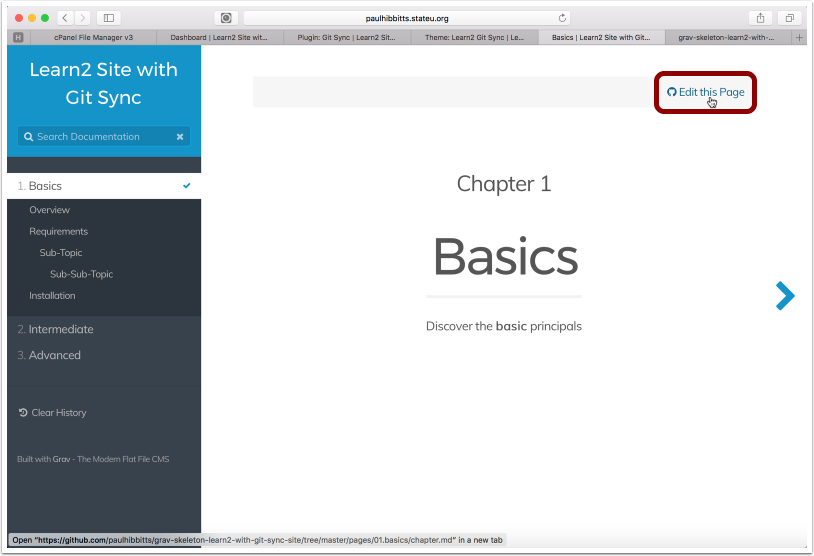 paulhibbitts.stateu.org
H
cPanel File Manager v3
Dashboard | Learn2 Site wit...
Plugin: Git Sync | Learn2 Sit...
Theme: Learn2 Git Sync | Le...
Basics | Learn2 Site with Git...
grav-skeleton-learn2-with-...
Learn2 Site with
Git Sync
Search Documentation
Edit this Page
1. Basics
Overview
Requirements
Sub-Topic
Sub-Sub-Topic
Installation
2. Intermediate
3. Advanced
Clear History
Built with Grav - The Modern Flat File CMS
Chapter 1
Basics
Discover the basic principals
Open "https://github.com/paulhibbitts/grav-skeleton-learn2-with-git-sync-site/tree/master/pages/01.basics/chapter.md" in a new tab